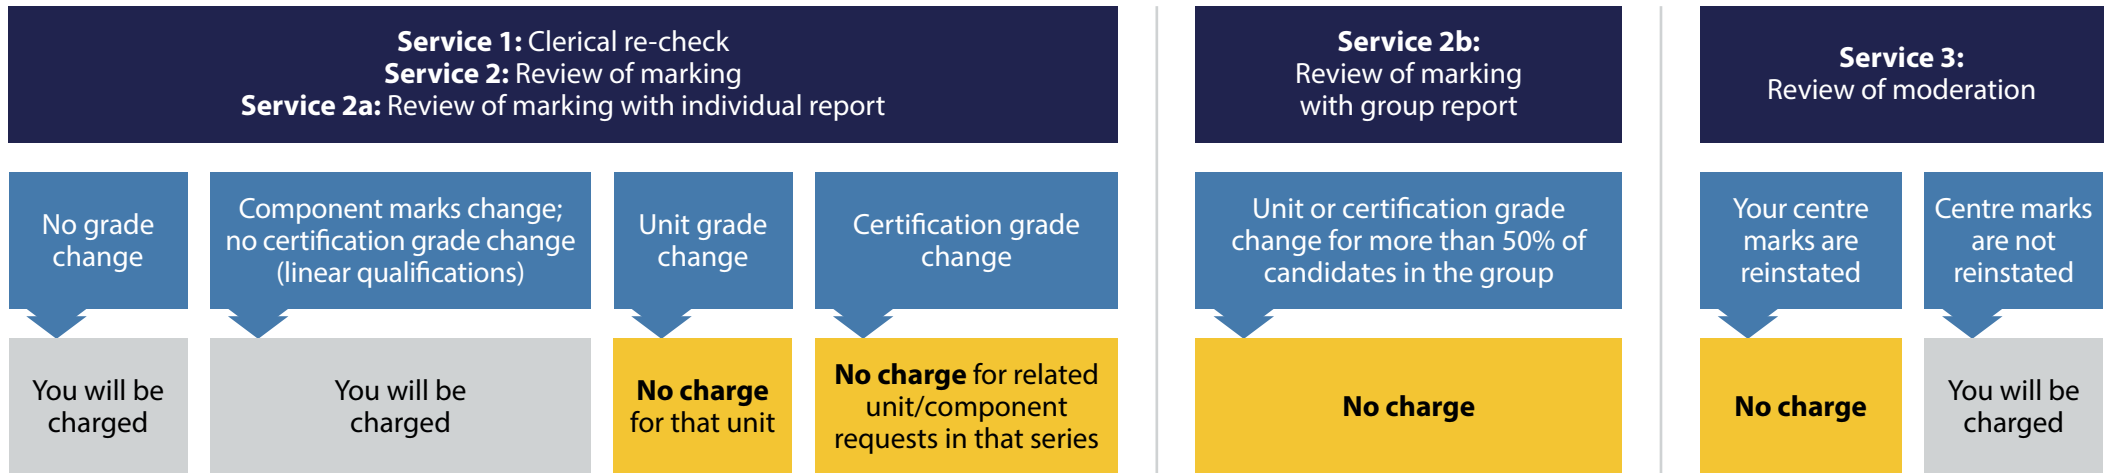 Service 1: Clerical re-check
Service 2: Review of marking
Service 2a: Review of marking with individual report
No grade
change
You will be
charged
Component marks change;
no certification grade change
(linear qualifications)
You will be
charged
Unit grade
change
No charge
for that unit
Certification grade
change
No charge for related
unit/component
requests in that series
Service 2b:
Review of marking
with group report
Unit or certification grade
change for more than 50% of
candidates in the group
No charge
Service 3:
Review of moderation
Your centre
marks are
reinstated
No charge
Centre marks
are not
reinstated
You will be
charged